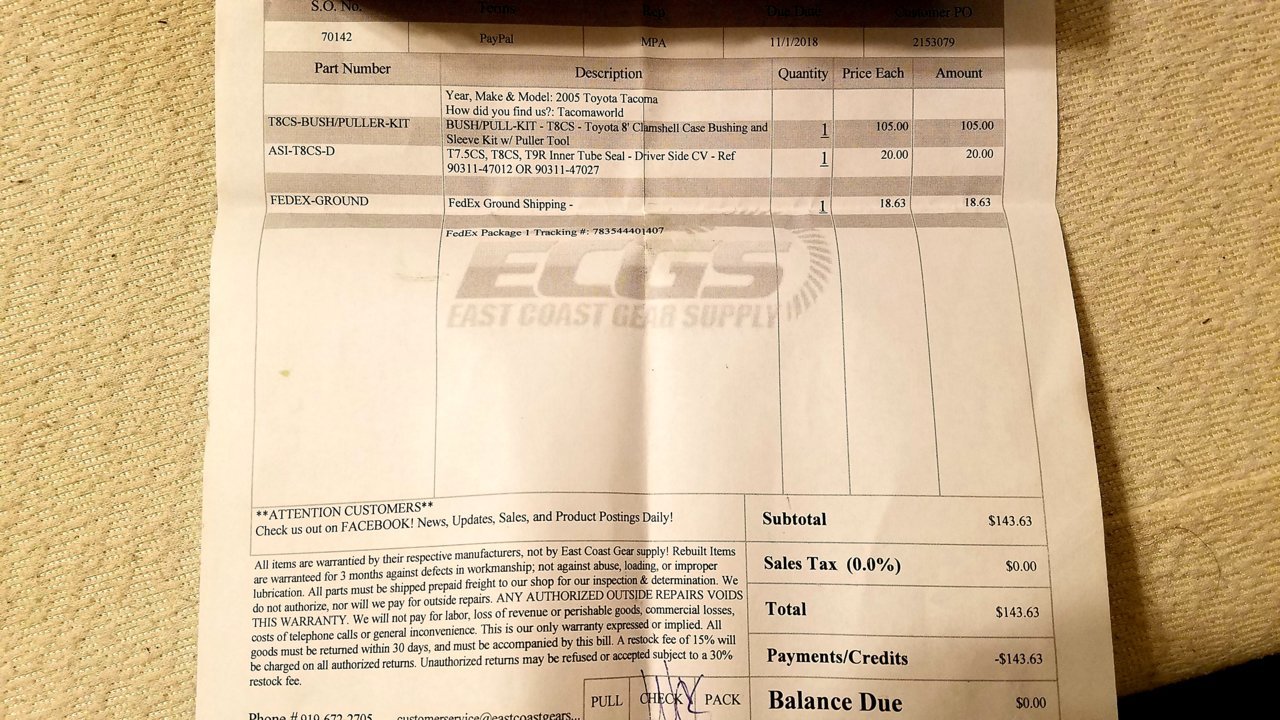 S.O. No. Terms Rep Due Date Customer PO
70142 PayPal MPA 11/1/2018 2153079
Part Number Description Quantity Price Each Amount
Year, Make & Model: 2005 Toyota Tacoma
How did you find us?: Tacomaworld
T8CS-BUSH/PULLER-KIT BUSH/PULL-KIT - T8CS - Toyota 8' Clamshell Case Bushing and 1 105.00 105.00
Sleeve Kit w/ Puller Tool
ASI-T8CS-D T7.5CS, T8CS, T9R Inner Tube Seal - Driver Side CV - Ref 1 20.00 20.00
90311-47012 OR 90311-47027
FEDEX-GROUND FedEx Ground Shipping - 1 18.63 18.63
FedEx Package 1 Tracking #: 783544401407
ECGS
EAST COAST GEAR SUPPLY
**ATTENTION CUSTOMERS**
Check us out on FACEBOOK! News, Updates, Sales, and Product Postings Daily!
Subtotal $143.63
All items are warrantied by their respective manufacturers, not by East Coast Gear supply! Rebuilt Items
are warranteed for 3 months against defects in workmanship; not against abuse, loading, or improper
lubrication. All parts must be shipped prepaid freight to our shop for our inspection & determination. We
do not authorize, nor will we pay for outside repairs. ANY AUTHORIZED OUTSIDE REPAIRS VOIDS
THIS WARRANTY. We will not pay for labor, loss of revenue or perishable goods, commercial losses,
costs of telephone calls or general inconvenience. This is our only warranty expressed or implied. All
goods must be returned within 30 days, and must be accompanied by this bill. A restock fee of 15% will
be charged on all authorized returns. Unauthorized returns may be refused or accepted subject to a 30%
restock fee.
Sales Tax (0.0%) $0.00
Total $143.63
Payments/Credits -$143.63
Balance Due $0.00
PULL CHECK PACK
Phone # 919-672-2705 customerservice@eastcoastgears...